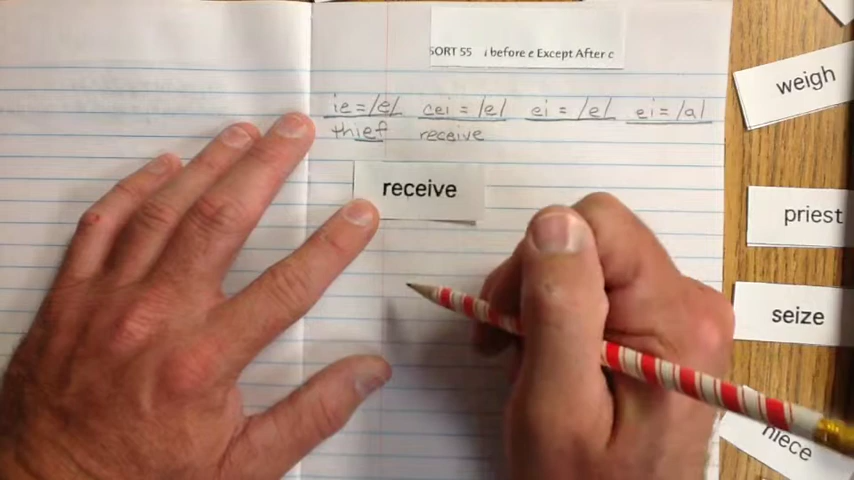 SORT 55 i before e Except After c
ie = /e/ cei = /e/ ei = /e/ ei = /a/
thief receive
receive
weigh
priest
seize
niece